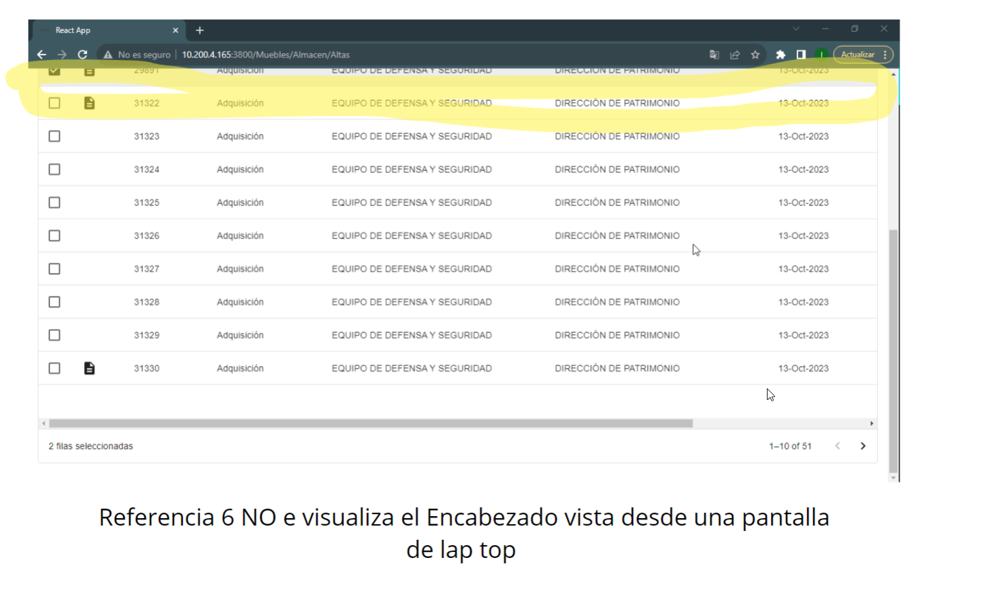 React App
No es seguro | 10.200.4.165:3800/Muebles/Almacen/Altas
Actualizar
29891 Adquisición EQUIPO DE DEFENSA Y SEGURIDAD DIRECCIÓN DE PATRIMONIO 13-Oct-2023
31322 Adquisición EQUIPO DE DEFENSA Y SEGURIDAD DIRECCIÓN DE PATRIMONIO 13-Oct-2023
31323 Adquisición EQUIPO DE DEFENSA Y SEGURIDAD DIRECCIÓN DE PATRIMONIO 13-Oct-2023
31324 Adquisición EQUIPO DE DEFENSA Y SEGURIDAD DIRECCIÓN DE PATRIMONIO 13-Oct-2023
31325 Adquisición EQUIPO DE DEFENSA Y SEGURIDAD DIRECCIÓN DE PATRIMONIO 13-Oct-2023
31326 Adquisición EQUIPO DE DEFENSA Y SEGURIDAD DIRECCIÓN DE PATRIMONIO 13-Oct-2023
31327 Adquisición EQUIPO DE DEFENSA Y SEGURIDAD DIRECCIÓN DE PATRIMONIO 13-Oct-2023
31328 Adquisición EQUIPO DE DEFENSA Y SEGURIDAD DIRECCIÓN DE PATRIMONIO 13-Oct-2023
31329 Adquisición EQUIPO DE DEFENSA Y SEGURIDAD DIRECCIÓN DE PATRIMONIO 13-Oct-2023
31330 Adquisición EQUIPO DE DEFENSA Y SEGURIDAD DIRECCIÓN DE PATRIMONIO 13-Oct-2023
2 filas seleccionadas 1–10 of 51
Referencia 6 NO e visualiza el Encabezado vista desde una pantalla
de lap top